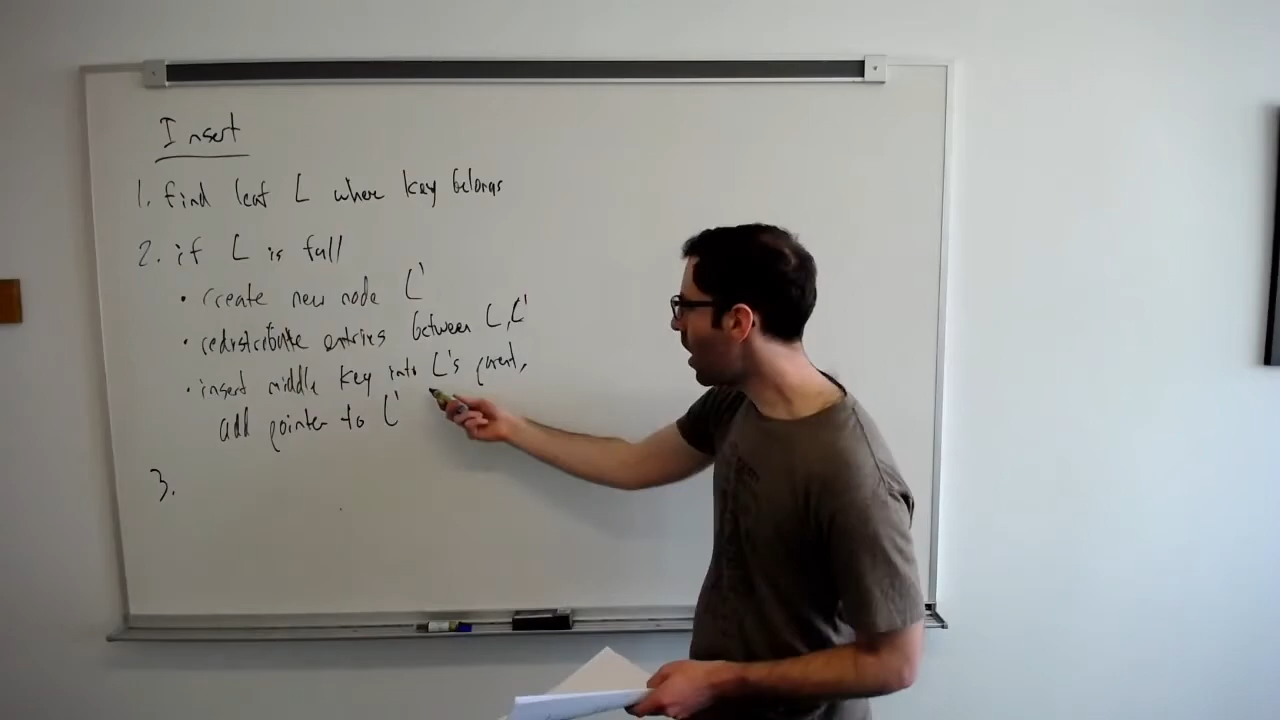 Insert
1. find leaf L where key belongs
2. if L is full
• create new node L'
• redistribute entries between L, L'
• insert middle key into L's parent,
add pointer to L'
3.